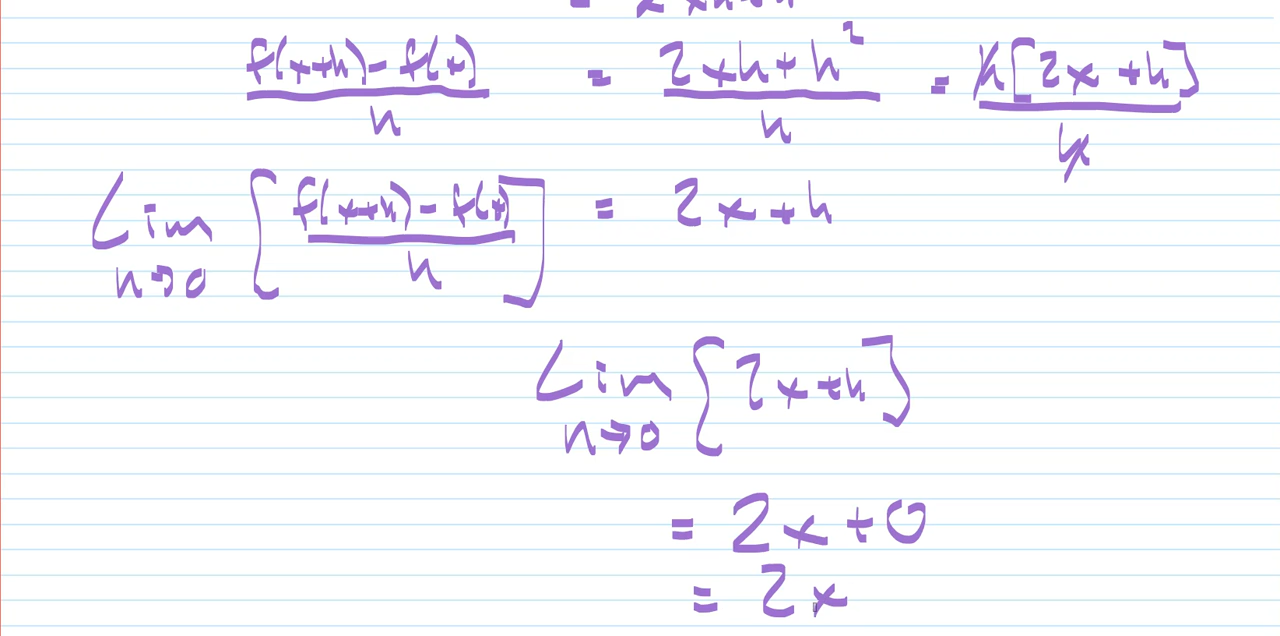 f(x+h)-f(x)/h = 2xh+h²/h = h[2x+h]/h
Lim h→0 [f(x+h)-f(x)/h] = 2x+h
Lim h→0 [2x+h]
= 2x+0
= 2x